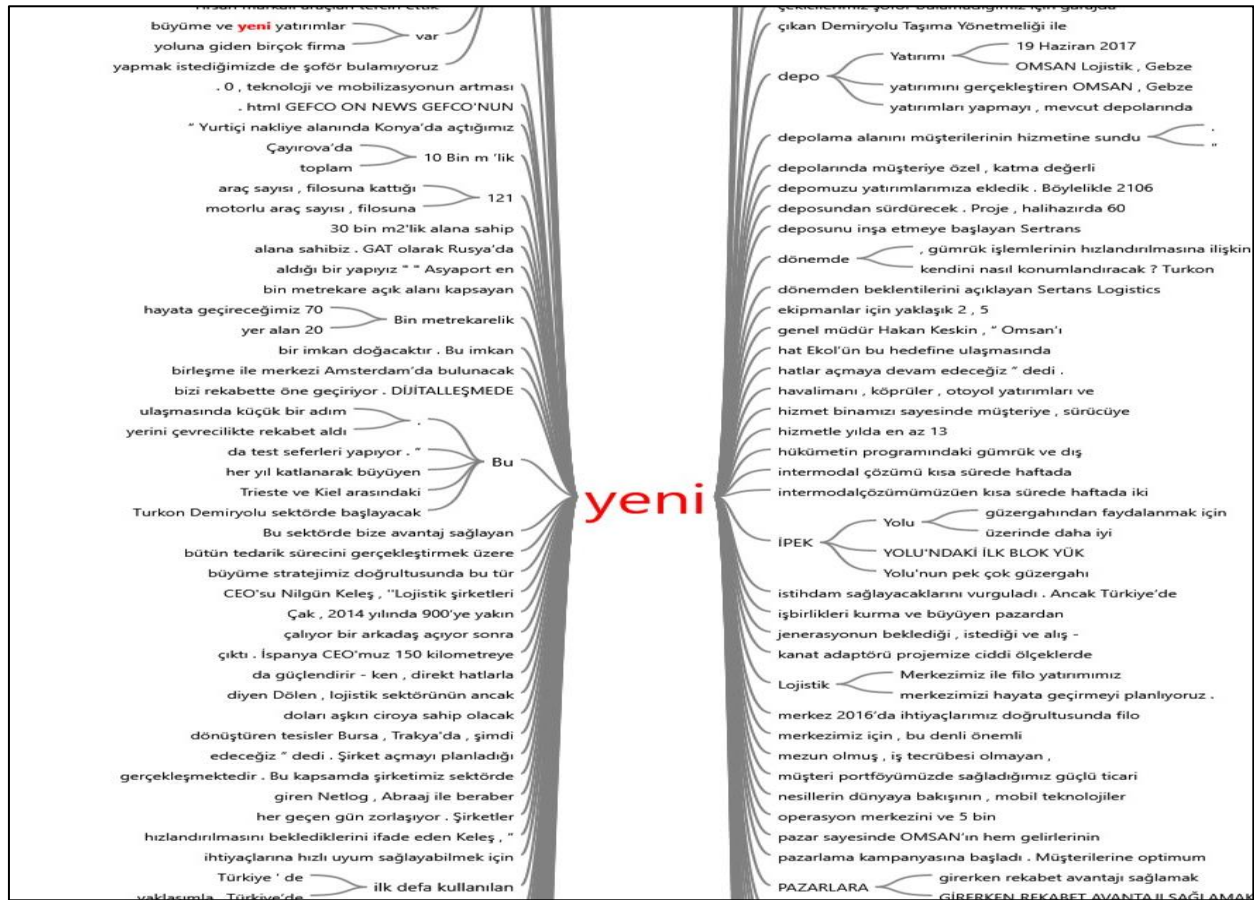 büyüme ve yeni yatırımlar
yoluna giden birçok firma
var
yapmak istediğimizde de şoför bulamıyoruz
. 0 , teknoloji ve mobilizasyonun artması
. html GEFCO ON NEWS GEFCO'NUN
“ Yurtiçi nakliye alanında Konya’da açtığımız
Çayırova’da
toplam
10 Bin m ’lik
araç sayısı , filosuna kattığı
motorlu araç sayısı , filosuna
121
30 bin m2'lik alana sahip
alana sahibiz . GAT olarak Rusya’da
aldığı bir yapıyız " " Asyaport en
bin metrekare açık alanı kapsayan
hayata geçireceğimiz 70
yer alan 20
Bin metrekarelik
bir imkan doğacaktır . Bu imkan
birleşme ile merkezi Amsterdam’da bulunacak
bizi rekabette öne geçiriyor . DİJİTALLEŞMEDE
ulaşmasında küçük bir adım
yerini çevrecilikte rekabet aldı
.
da test seferleri yapıyor . ”
her yıl katlanarak büyüyen
Trieste ve Kiel arasındaki
Turkon Demiryolu sektörde başlayacak
Bu
Bu sektörde bize avantaj sağlayan
bütün tedarik sürecini gerçekleştirmek üzere
büyüme stratejimiz doğrultusunda bu tür
CEO’su Nilgün Keleş , ''Lojistik şirketleri
Çak , 2014 yılında 900’ye yakın
çalıyor bir arkadaş açıyor sonra
çıktı . İspanya CEO’muz 150 kilometreye
da güçlendir - ken , direkt hatlarla
diyen Dölen , lojistik sektörünün ancak
doları aşkın ciroya sahip olacak
dönüştüren tesisler Bursa , Trakya’da , şimdi
edeceğiz ” dedi . Şirket açmayı planladığı
gerçekleşmektedir . Bu kapsamda şirketimiz sektörde
giren Netlog , Abraaj ile beraber
her geçen gün zorlaşıyor . Şirketler
hızlandırılmasını beklediklerini ifade eden Keleş , “
ihtiyaçlarına hızlı uyum sağlayabilmek için
Türkiye ' de
yaklaşımla , Türkiye’de
ilk defa kullanılan
yeni
çıkan Demiryolu Taşıma Yönetmeliği ile
depo
Yatırımı
19 Haziran 2017
OMSAN Lojistik , Gebze
yatırımını gerçekleştiren OMSAN , Gebze
yatırımları yapmayı , mevcut depolarında
depolama alanını müşterilerinin hizmetine sundu
.
”
depolarında müşteriye özel , katma değerli
depomuzu yatırımlarımıza ekledik . Böylelikle 2106
deposundan sürdürecek . Proje , halihazırda 60
deposunu inşa etmeye başlayan Sertrans
dönemde
, gümrük işlemlerinin hızlandırılmasına ilişkin
kendini nasıl konumlandıracak ? Turkon
dönemden beklentilerini açıklayan Sertans Logistics
ekipmanlar için yaklaşık 2 , 5
genel müdür Hakan Keskin , “ Omsan’ı
hat Ekol’ün bu hedefine ulaşmasında
hatlar açmaya devam edeceğiz ” dedi .
havalimanı , köprüler , otoyol yatırımları ve
hizmet binamızı sayesinde müşteriye , sürücüye
hizmetle yılda en az 13
hükümetin programındaki gümrük ve dış
intermodal çözümü kısa sürede haftada
intermodalçözümümüzüen kısa sürede haftada iki
İPEK
Yolu
güzergahından faydalanmak için
üzerinde daha iyi
YOLU'NDAKİ İLK BLOK YÜK
Yolu'nun pek çok güzergahı
istihdam sağlayacaklarını vurguladı . Ancak Türkiye’de
işbirlikleri kurma ve büyüyen pazardan
jenerasyonun beklediği , istediği ve alış -
kanat adaptörü projemize ciddi ölçeklerde
Lojistik
Merkezimiz ile filo yatırımımız
merkezimizi hayata geçirmeyi planlıyoruz .
merkez 2016’da ihtiyaçlarımız doğrultusunda filo
merkezimiz için , bu denli önemli
mezun olmuş , iş tecrübesi olmayan ,
müşteri portföyümüzde sağladığımız güçlü ticari
nesillerin dünyaya bakışının , mobil teknolojiler
operasyon merkezini ve 5 bin
pazar sayesinde OMSAN’ın hem gelirlerinin
pazarlama kampanyasına başladı . Müşterilerine optimum
PAZARLARA
girerken rekabet avantajı sağlamak
GİRERKEN REKABET AVANTAJI SAĞLAMAK